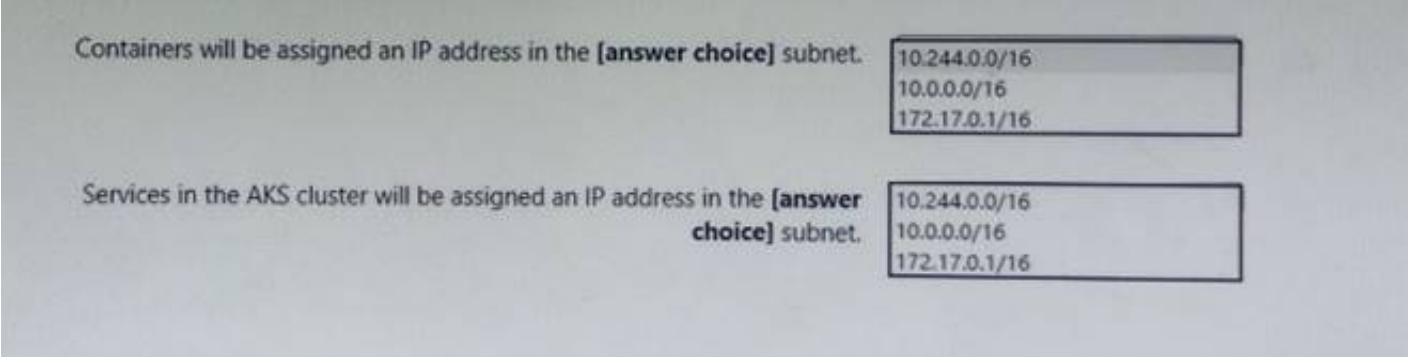 Containers will be assigned an IP address in the [answer choice] subnet.
10.244.0.0/16
10.0.0.0/16
172.17.0.1/16
Services in the AKS cluster will be assigned an IP address in the [answer
choice] subnet.
10.244.0.0/16
10.0.0.0/16
172.17.0.1/16